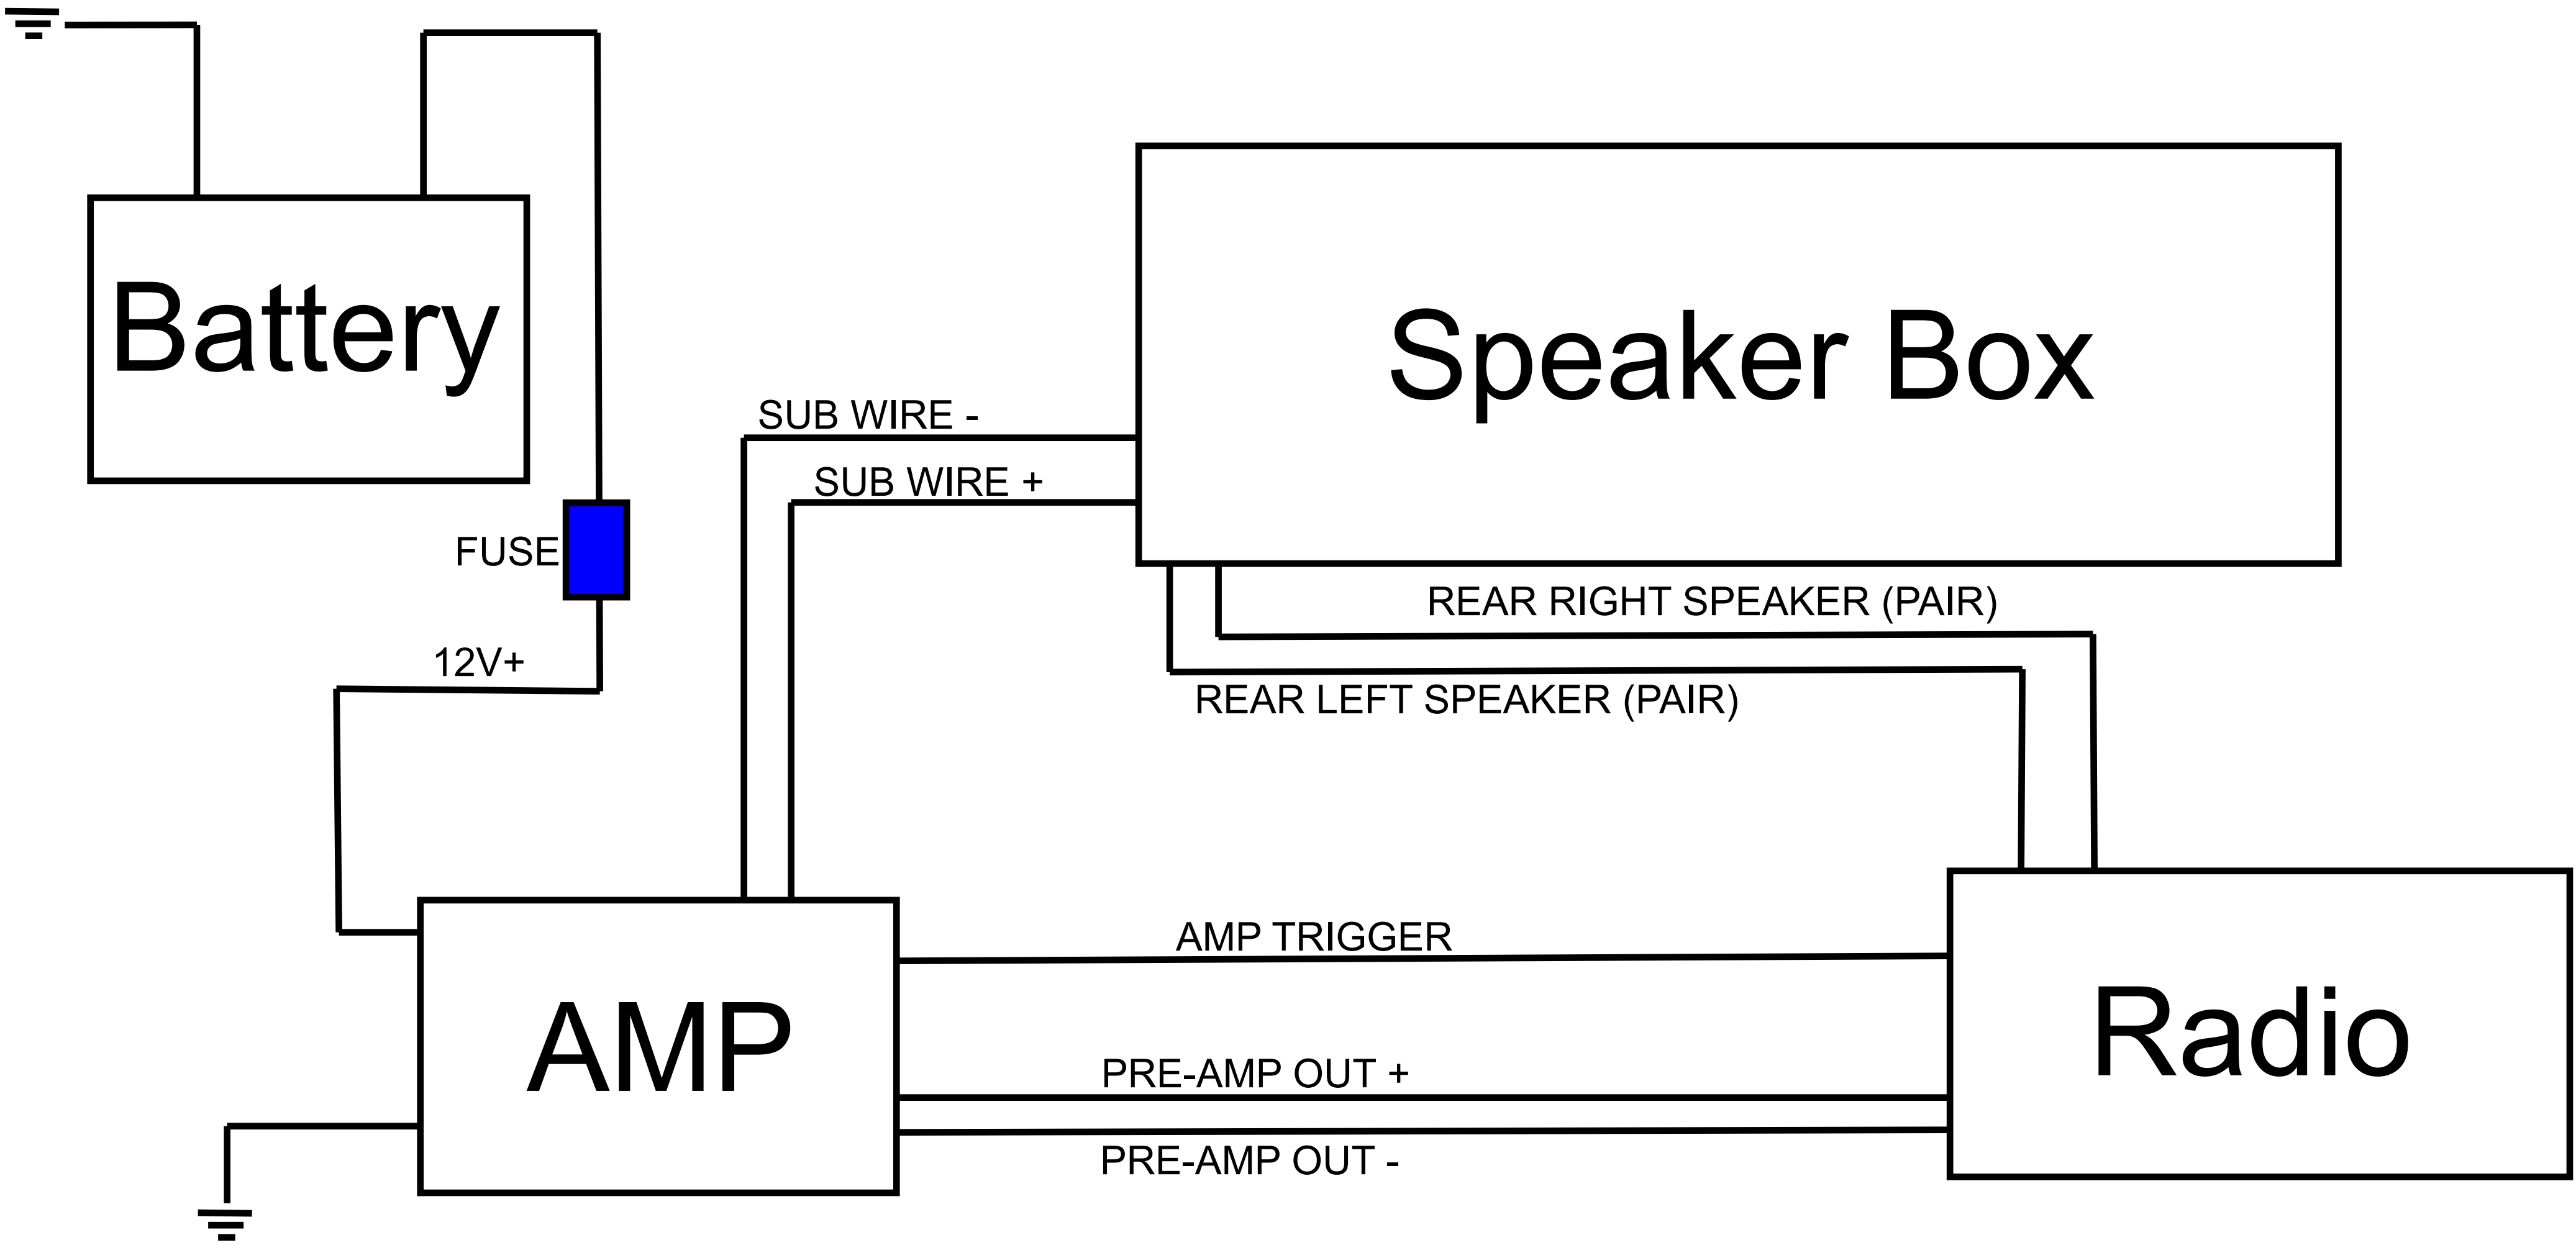 Battery
Speaker Box
SUB WIRE -
SUB WIRE +
FUSE
REAR RIGHT SPEAKER (PAIR)
12V+
REAR LEFT SPEAKER (PAIR)
AMP TRIGGER
AMP
Radio
PRE-AMP OUT +
PRE-AMP OUT -